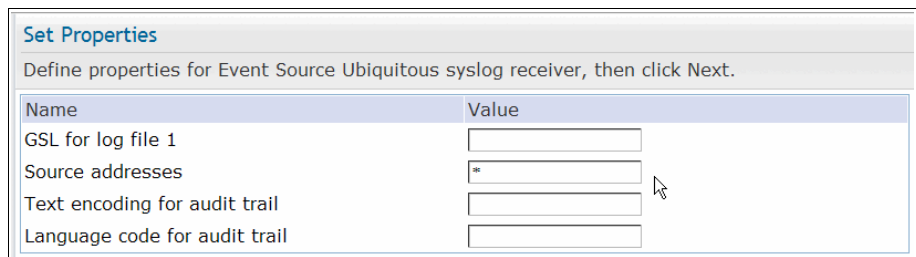 Set Properties
Define properties for Event Source Ubiquitous syslog receiver, then click Next.
Name Value
GSL for log file 1
Source addresses *
Text encoding for audit trail
Language code for audit trail